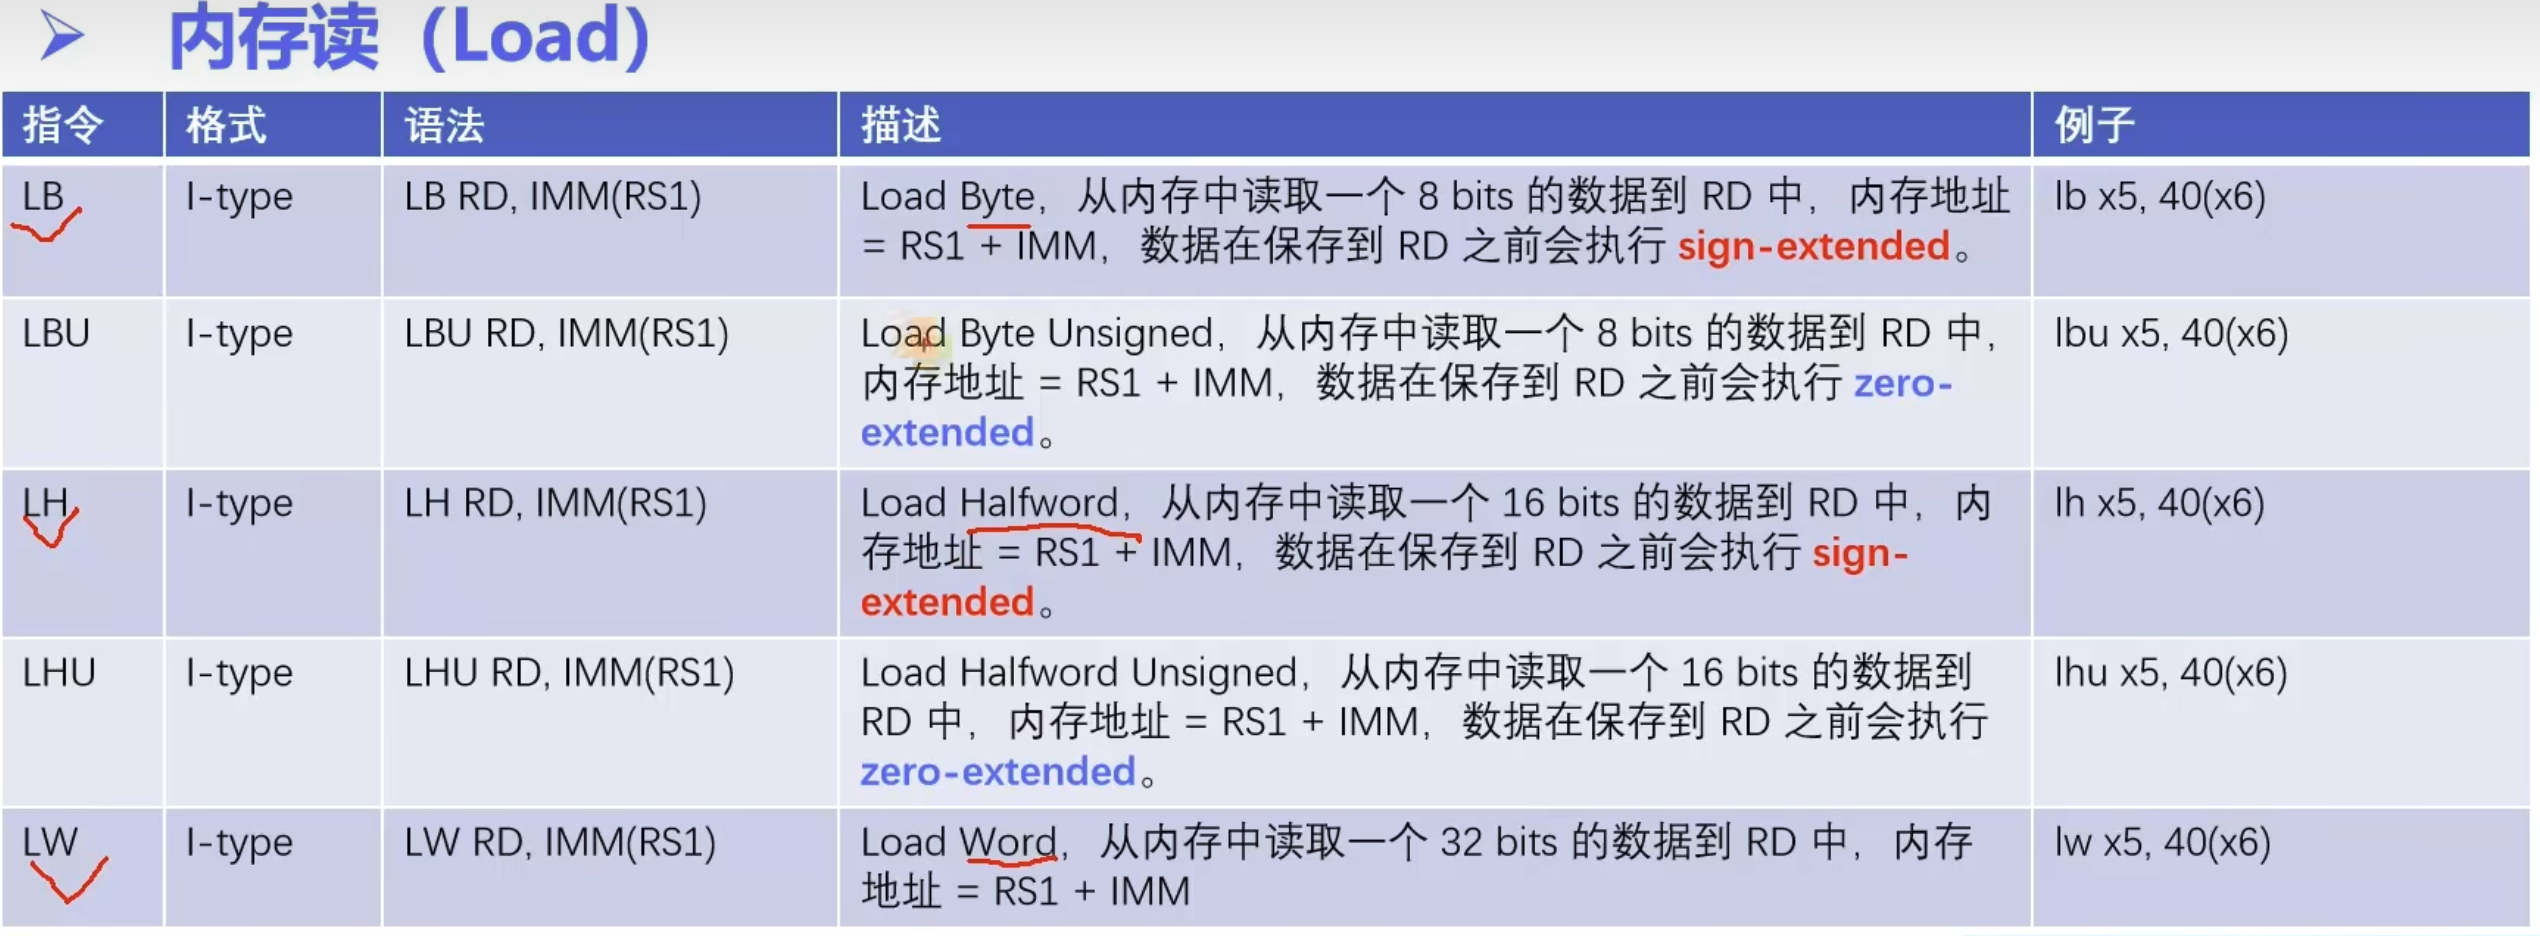 内存读（Load）
指令 格式 语法 描述 例子
LB I-type LB RD, IMM(RS1) Load Byte，从内存中读取一个 8 bits 的数据到 RD 中，内存地址 lb x5, 40(x6)
= RS1 + IMM，数据在保存到 RD 之前会执行 sign-extended。
LBU I-type LBU RD, IMM(RS1) Load Byte Unsigned，从内存中读取一个 8 bits 的数据到 RD 中， lbu x5, 40(x6)
内存地址 = RS1 + IMM，数据在保存到 RD 之前会执行 zero-
extended。
LH I-type LH RD, IMM(RS1) Load Halfword，从内存中读取一个 16 bits 的数据到 RD 中，内 lh x5, 40(x6)
存地址 = RS1 + IMM，数据在保存到 RD 之前会执行 sign-
extended。
LHU I-type LHU RD, IMM(RS1) Load Halfword Unsigned，从内存中读取一个 16 bits 的数据到 lhu x5, 40(x6)
RD 中，内存地址 = RS1 + IMM，数据在保存到 RD 之前会执行
zero-extended。
LW I-type LW RD, IMM(RS1) Load Word，从内存中读取一个 32 bits 的数据到 RD 中，内存 lw x5, 40(x6)
地址 = RS1 + IMM